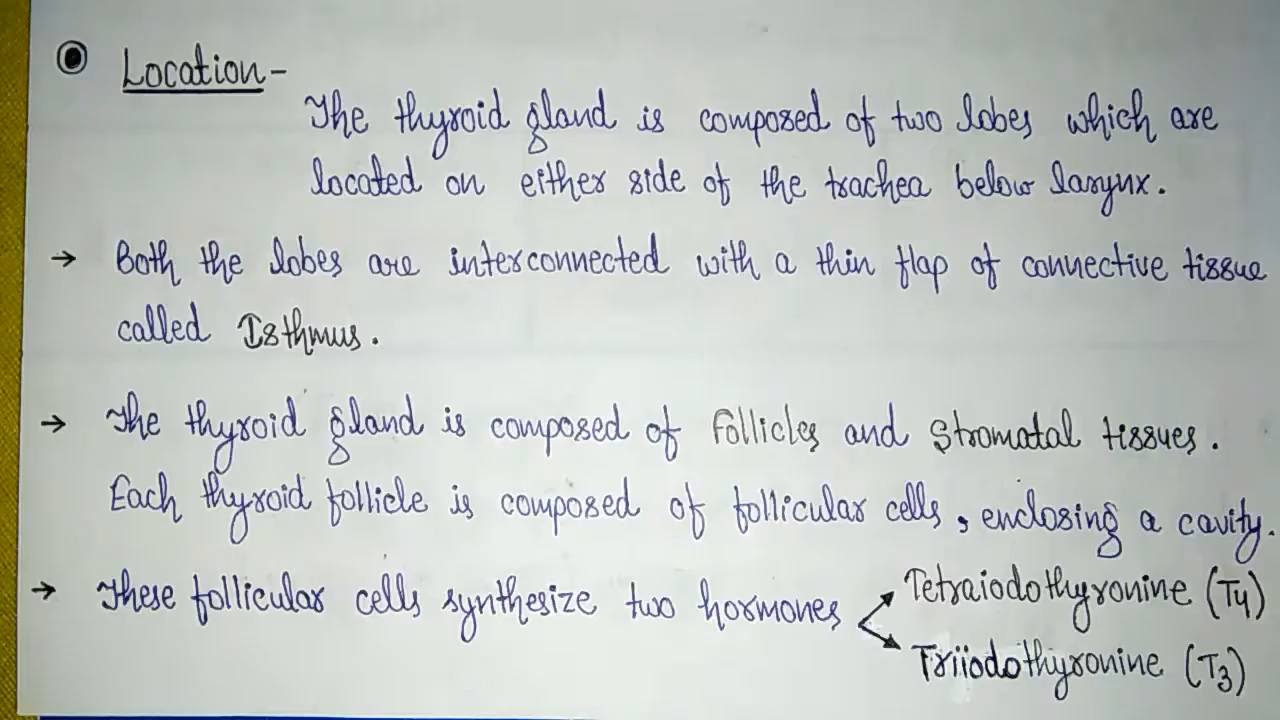 Location-
The thyroid gland is composed of two lobes which are
located on either side of the trachea below larynx.
→ Both the lobes are interconnected with a thin flap of connective tissue
called Isthmus.
→ The thyroid gland is composed of Follicles and Stromatal tissues.
Each thyroid follicle is composed of follicular cells, enclosing a cavity.
→ These follicular cells synthesize two hormones
Tetraiodothyronine (T4)
Triiodothyronine (T3)